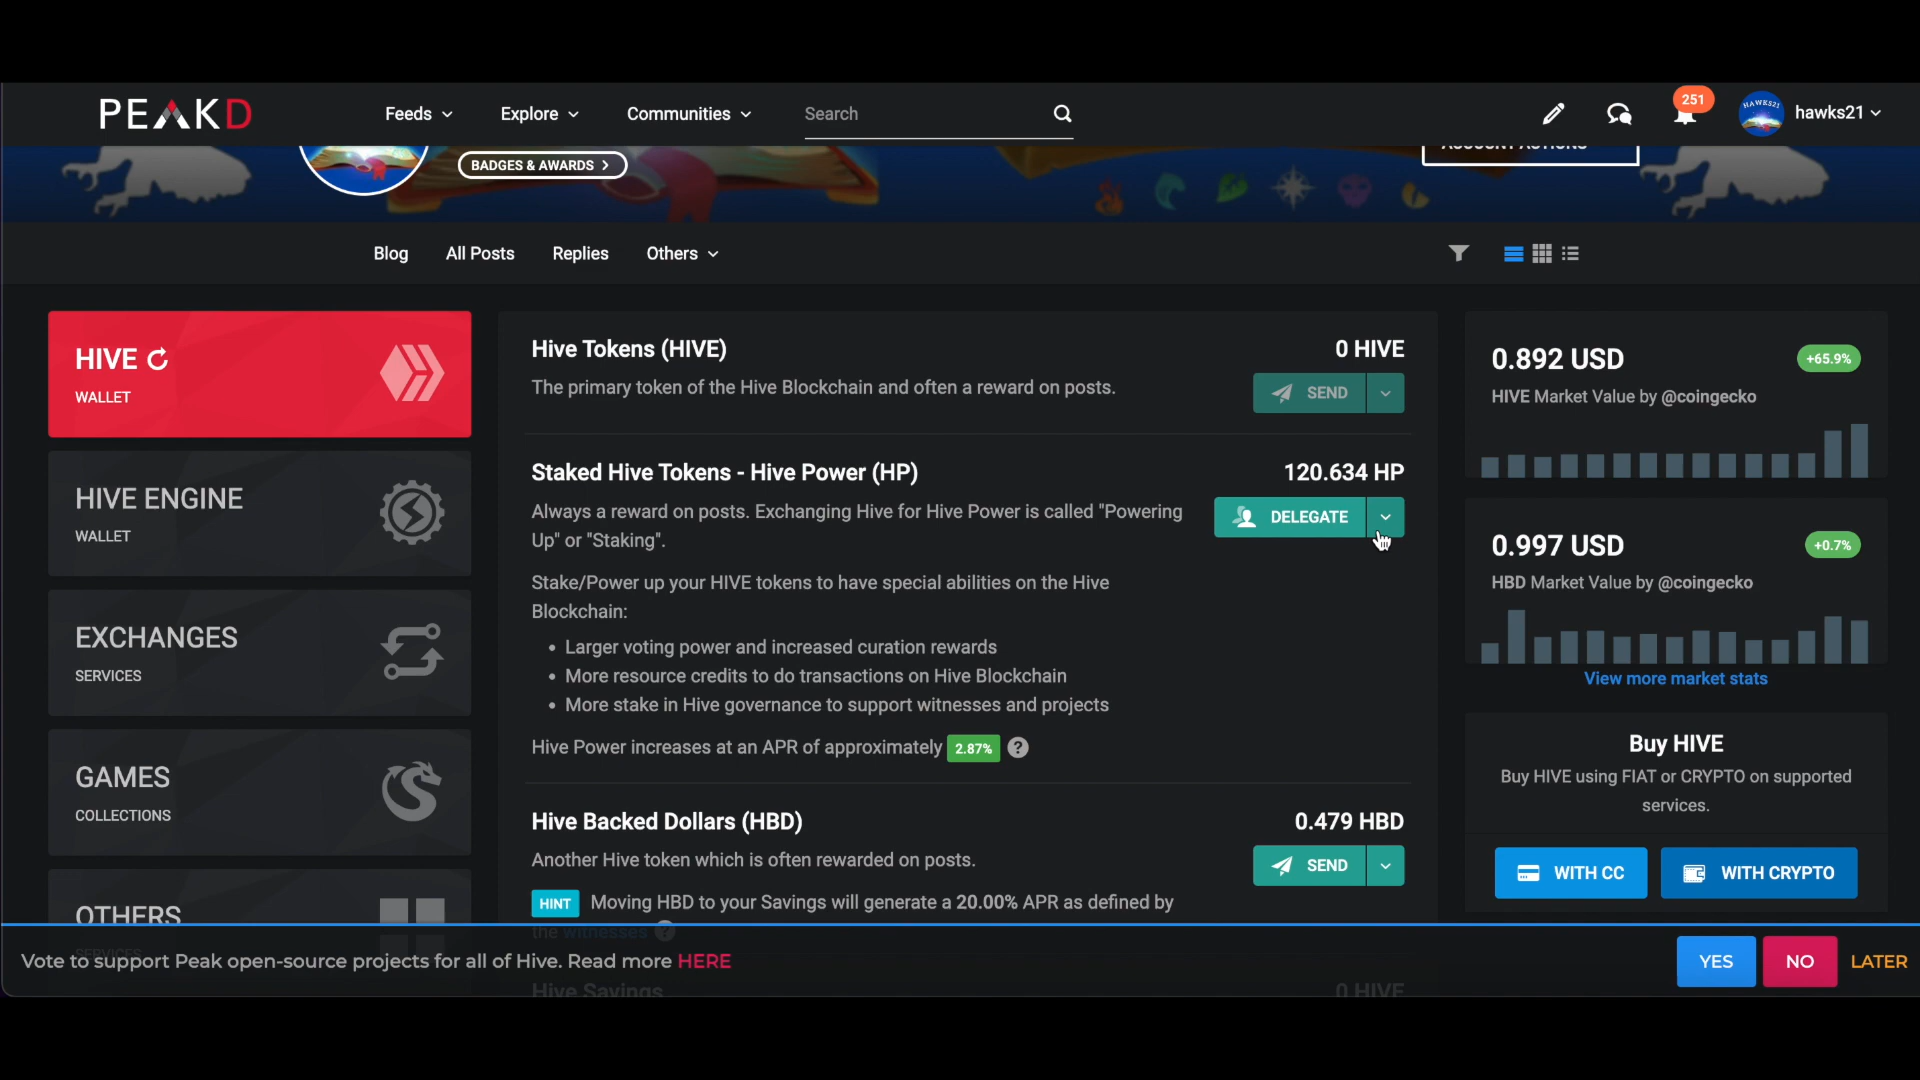 PEAKD
Feeds
Explore
Communities
Search
251
HAWKS21
hawks21
BADGES & AWARDS
ACCOUNT ACTIONS
Blog
All Posts
Replies
Others
HIVE
WALLET
HIVE ENGINE
WALLET
EXCHANGES
SERVICES
GAMES
COLLECTIONS
OTHERS
SERVICES
Hive Tokens (HIVE)
0 HIVE
The primary token of the Hive Blockchain and often a reward on posts.
SEND
Staked Hive Tokens - Hive Power (HP)
120.634 HP
Always a reward on posts. Exchanging Hive for Hive Power is called "Powering
Up" or "Staking".
DELEGATE
Stake/Power up your HIVE tokens to have special abilities on the Hive
Blockchain:
• Larger voting power and increased curation rewards
• More resource credits to do transactions on Hive Blockchain
• More stake in Hive governance to support witnesses and projects
Hive Power increases at an APR of approximately 2.87% ?
Hive Backed Dollars (HBD)
0.479 HBD
Another Hive token which is often rewarded on posts.
SEND
HINT Moving HBD to your Savings will generate a 20.00% APR as defined by
the witnesses ?
Hive Savings
0 HIVE
0.892 USD
+65.9%
HIVE Market Value by @coingecko
0.997 USD
+0.7%
HBD Market Value by @coingecko
View more market stats
Buy HIVE
Buy HIVE using FIAT or CRYPTO on supported
services.
WITH CC
WITH CRYPTO
Vote to support Peak open-source projects for all of Hive. Read more HERE
YES
NO
LATER